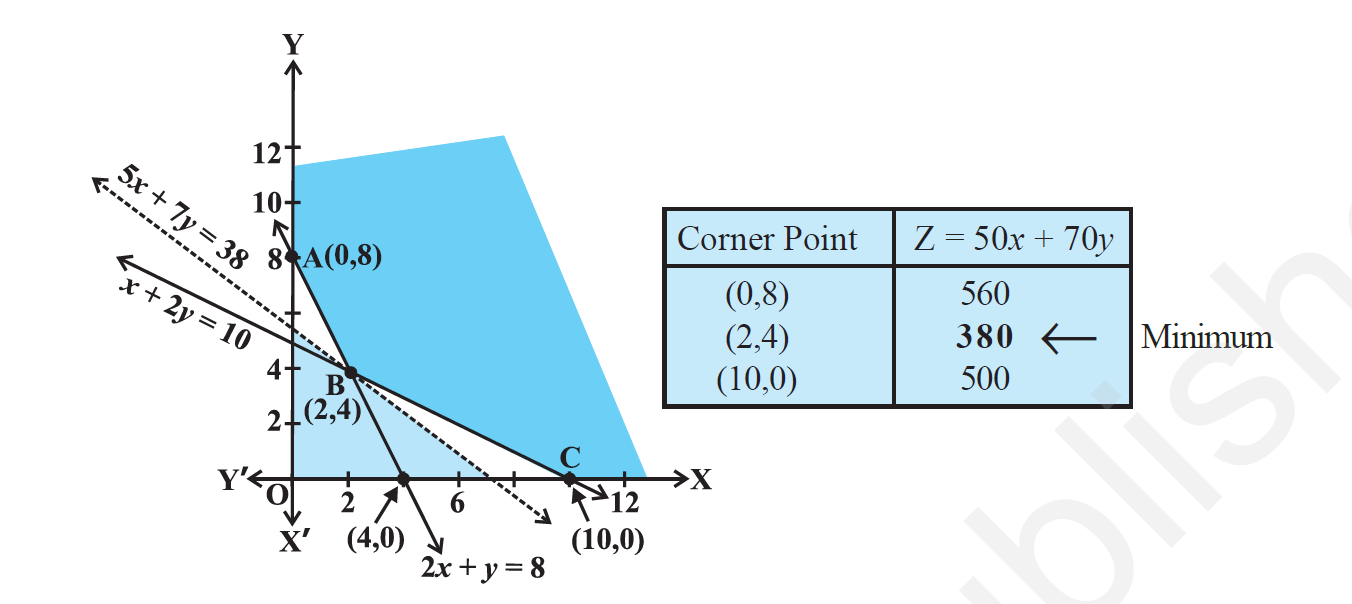 Y
12
10
8
A(0,8)
5x + 7y = 38
x + 2y = 10
4
B
(2,4)
2
C
Y′
O
2
6
12
X
X′
(4,0)
(10,0)
2x + y = 8
Corner Point Z = 50x + 70y
(0,8) 560
(2,4) 380 ← Minimum
(10,0) 500